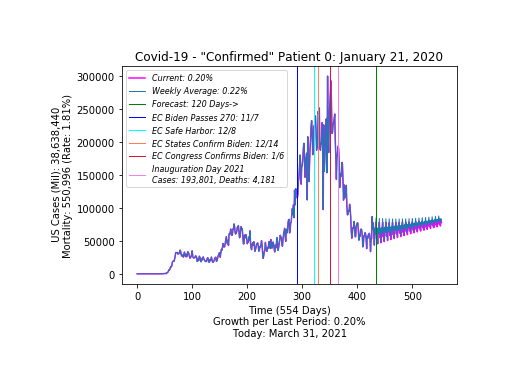 Covid-19 - "Confirmed" Patient 0: January 21, 2020
US Cases (Mil): 38,638,440
Mortality: 550,996 (Rate: 1.81%)
300000
250000
200000
150000
100000
50000
0
Current: 0.20%
Weekly Average: 0.22%
Forecast: 120 Days->
EC Biden Passes 270: 11/7
EC Safe Harbor: 12/8
EC States Confirm Biden: 12/14
EC Congress Confirms Biden: 1/6
Inauguration Day 2021
Cases: 193,801, Deaths: 4,181
0 100 200 300 400 500
Time (554 Days)
Growth per Last Period: 0.20%
Today: March 31, 2021